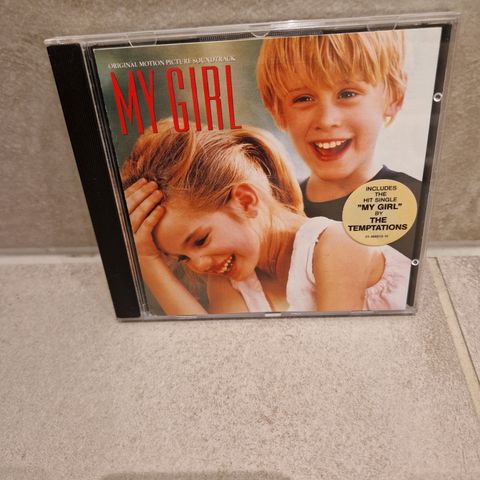 ORIGINAL MOTION PICTURE SOUNDTRACK
MY GIRL
INCLUDES
THE
HIT SINGLE
"MY GIRL"
BY
THE
TEMPTATIONS